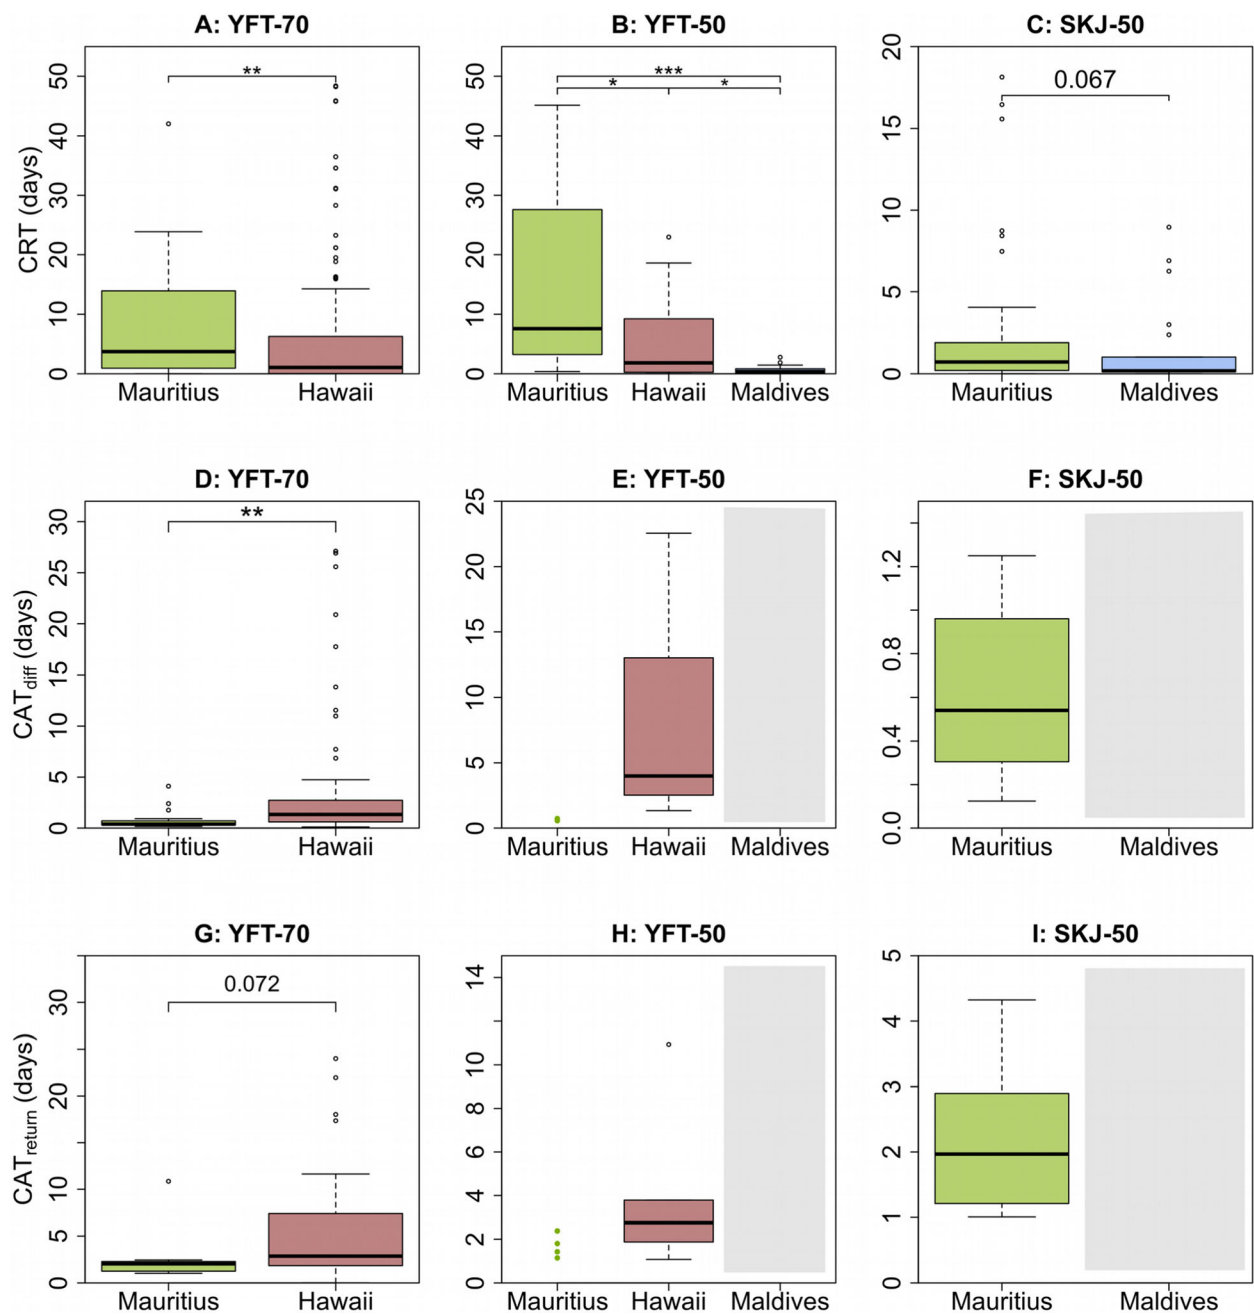 A: YFT-70
B: YFT-50
C: SKJ-50
CRT (days)
0 10 20 30 40 50
**
Mauritius Hawaii
0 10 20 30 40 50
***
* *
Mauritius Hawaii Maldives
0 5 10 15 20
0.067
Mauritius Maldives
D: YFT-70
E: YFT-50
F: SKJ-50
CATdiff (days)
0 5 10 15 20 25 30
**
Mauritius Hawaii
0 5 10 15 20 25
Mauritius Hawaii Maldives
0.0 0.4 0.8 1.2
Mauritius Maldives
G: YFT-70
H: YFT-50
I: SKJ-50
CATreturn (days)
0 5 10 20 30
0.072
Mauritius Hawaii
0 2 4 6 8 10 14
Mauritius Hawaii Maldives
0 1 2 3 4 5
Mauritius Maldives